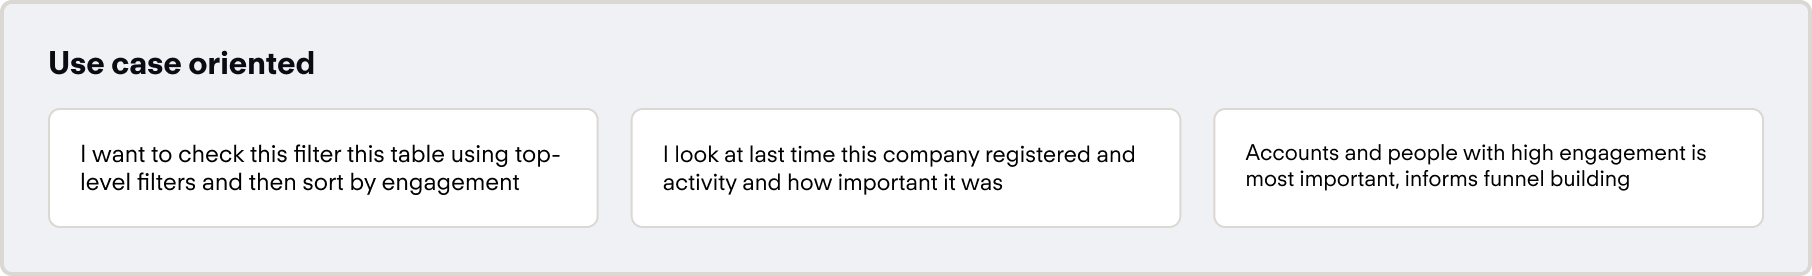 Use case oriented
I want to check this filter this table using top-
level filters and then sort by engagement
I look at last time this company registered and
activity and how important it was
Accounts and people with high engagement is
most important, informs funnel building